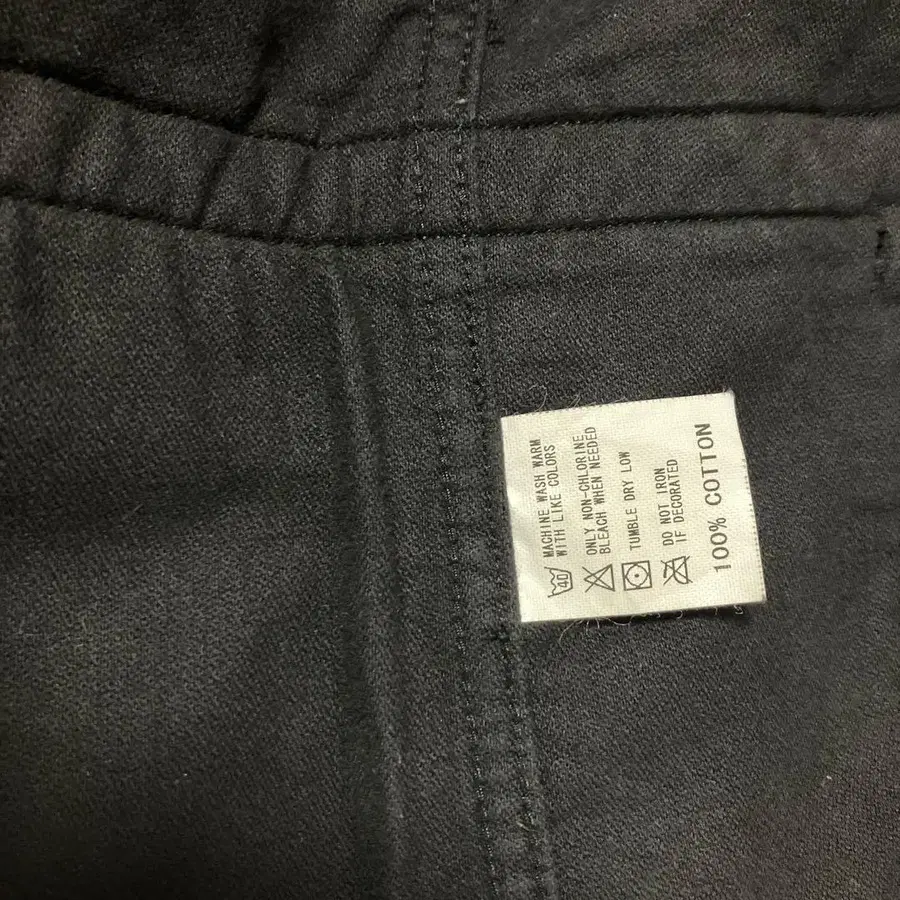 40 MACHINE WASH WARM
WITH LIKE COLORS
ONLY NON-CHLORINE
BLEACH WHEN NEEDED
TUMBLE DRY LOW
DO NOT IRON
IF DECORATED
100% COTTON